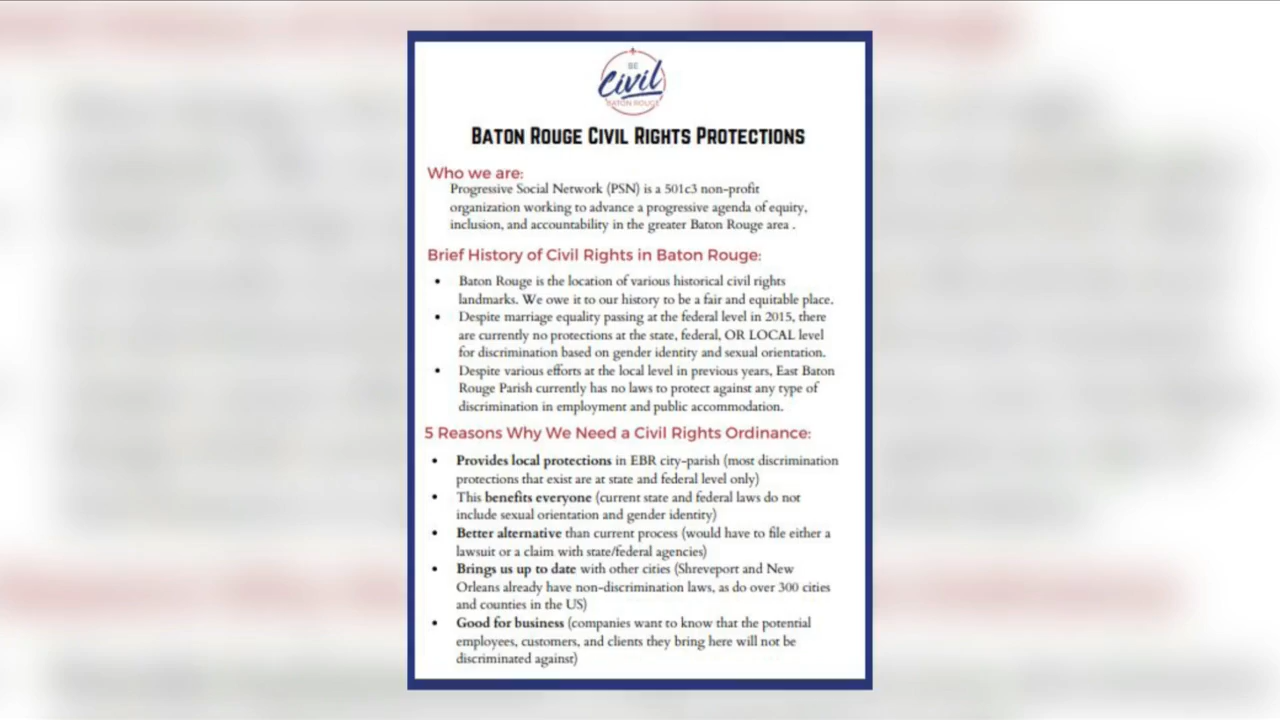 BE
Civil
BATON ROUGE
BATON ROUGE CIVIL RIGHTS PROTECTIONS
Who we are:
Progressive Social Network (PSN) is a 501c3 non-profit
organization working to advance a progressive agenda of equity,
inclusion, and accountability in the greater Baton Rouge area .
Brief History of Civil Rights in Baton Rouge:
• Baton Rouge is the location of various historical civil rights
landmarks. We owe it to our history to be a fair and equitable place.
• Despite marriage equality passing at the federal level in 2015, there
are currently no protections at the state, federal, OR LOCAL level
for discrimination based on gender identity and sexual orientation.
• Despite various efforts at the local level in previous years, East Baton
Rouge Parish currently has no laws to protect against any type of
discrimination in employment and public accommodation.
5 Reasons Why We Need a Civil Rights Ordinance:
• Provides local protections in EBR city-parish (most discrimination
protections that exist are at state and federal level only)
• This benefits everyone (current state and federal laws do not
include sexual orientation and gender identity)
• Better alternative than current process (would have to file either a
lawsuit or a claim with state/federal agencies)
• Brings us up to date with other cities (Shreveport and New
Orleans already have non-discrimination laws, as do over 300 cities
and counties in the US)
• Good for business (companies want to know that the potential
employees, customers, and clients they bring here will not be
discriminated against)